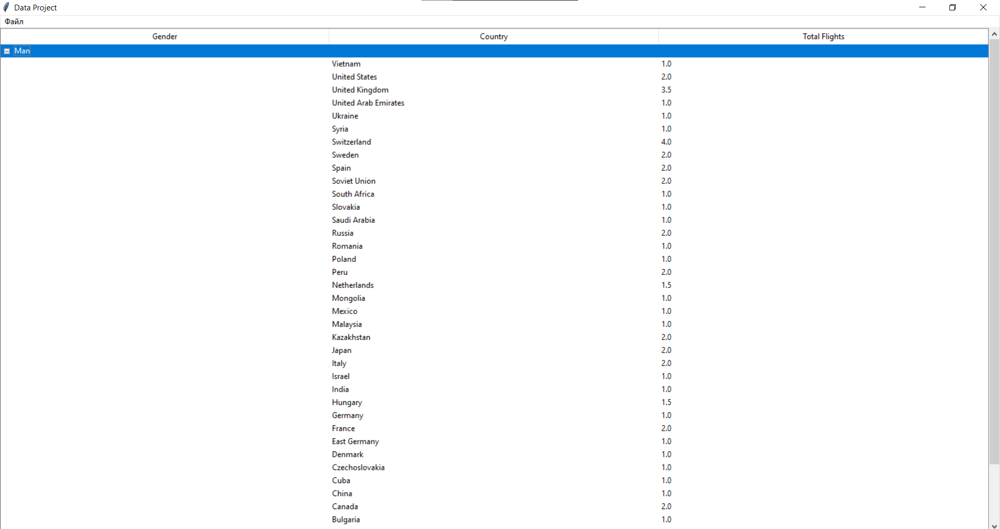 Data Project
Файл
Gender Country Total Flights
Man
Vietnam 1.0
United States 2.0
United Kingdom 3.5
United Arab Emirates 1.0
Ukraine 1.0
Syria 1.0
Switzerland 4.0
Sweden 2.0
Spain 2.0
Soviet Union 2.0
South Africa 1.0
Slovakia 1.0
Saudi Arabia 1.0
Russia 2.0
Romania 1.0
Poland 1.0
Peru 2.0
Netherlands 1.5
Mongolia 1.0
Mexico 1.0
Malaysia 1.0
Kazakhstan 2.0
Japan 2.0
Italy 2.0
Israel 1.0
India 1.0
Hungary 1.5
Germany 1.0
France 2.0
East Germany 1.0
Denmark 1.0
Czechoslovakia 1.0
Cuba 1.0
China 1.0
Canada 2.0
Bulgaria 1.0